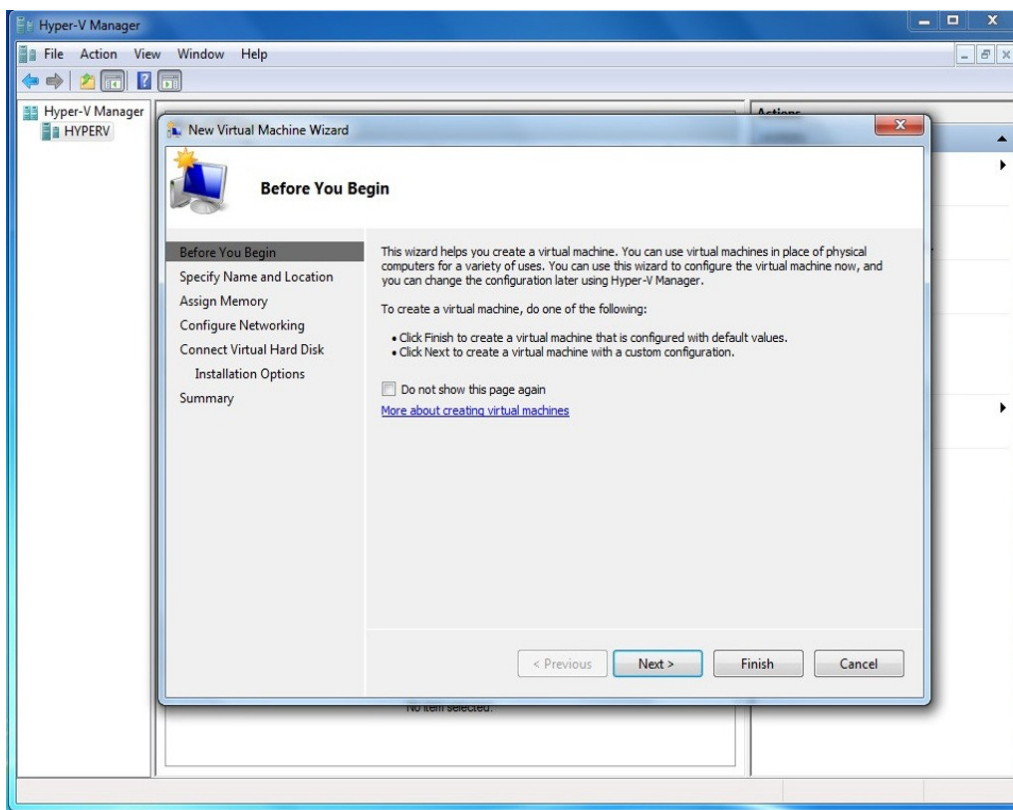 Hyper-V Manager
File Action View Window Help
Hyper-V Manager
HYPERV
Actions
New Virtual Machine Wizard
Before You Begin
Before You Begin
Specify Name and Location
Assign Memory
Configure Networking
Connect Virtual Hard Disk
Installation Options
Summary
This wizard helps you create a virtual machine. You can use virtual machines in place of physical
computers for a variety of uses. You can use this wizard to configure the virtual machine now, and
you can change the configuration later using Hyper-V Manager.
To create a virtual machine, do one of the following:
• Click Finish to create a virtual machine that is configured with default values.
• Click Next to create a virtual machine with a custom configuration.
Do not show this page again
More about creating virtual machines
< Previous Next > Finish Cancel
No item selected.